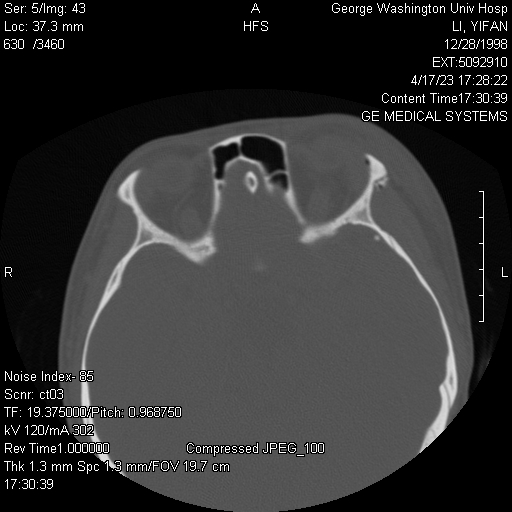 Ser: 5/Img: 43
Loc: 37.3 mm
630 /3460
A
HFS
George Washington Univ Hosp
LI, YIFAN
12/28/1998
EXT:5092910
4/17/23 17:28:22
Content Time17:30:39
GE MEDICAL SYSTEMS
R
L
Noise Index- 85
Scnr: ct03
TF: 19.375000/Pitch: 0.968750
kV 120/mA 302
Rev Time1.000000
Compressed JPEG_100
Thk 1.3 mm Spc 1.3 mm/FOV 19.7 cm
17:30:39